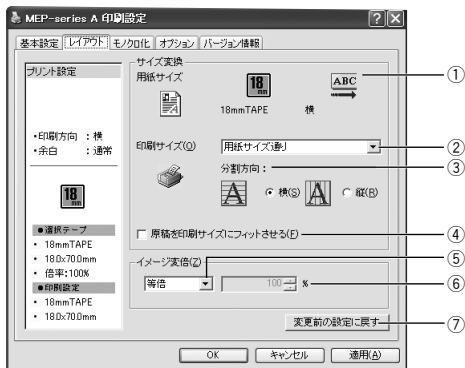 MEP-series A 印刷設定
基本設定 レイアウト モノクロ化 オプション バージョン情報
プリント設定
・印刷方向 ：横
・余白 ：通常
18
mm
●選択テープ
・ 18mmTAPE
・ 18.0×70.0mm
・ 倍率:100%
●印刷設定
・ 18mmTAPE
・ 18.0×70.0mm
サイズ変換
用紙サイズ
18
mm
ABC
①
18mmTAPE 横
印刷サイズ(O) 用紙サイズ通り
②
分割方向：
③
A 横(S) A 縦(R)
原稿を印刷サイズにフィットさせる(F)
④
イメージ変倍(Z)
⑤
等倍 100 %
⑥
変更前の設定に戻す
⑦
OK キャンセル 適用(A)